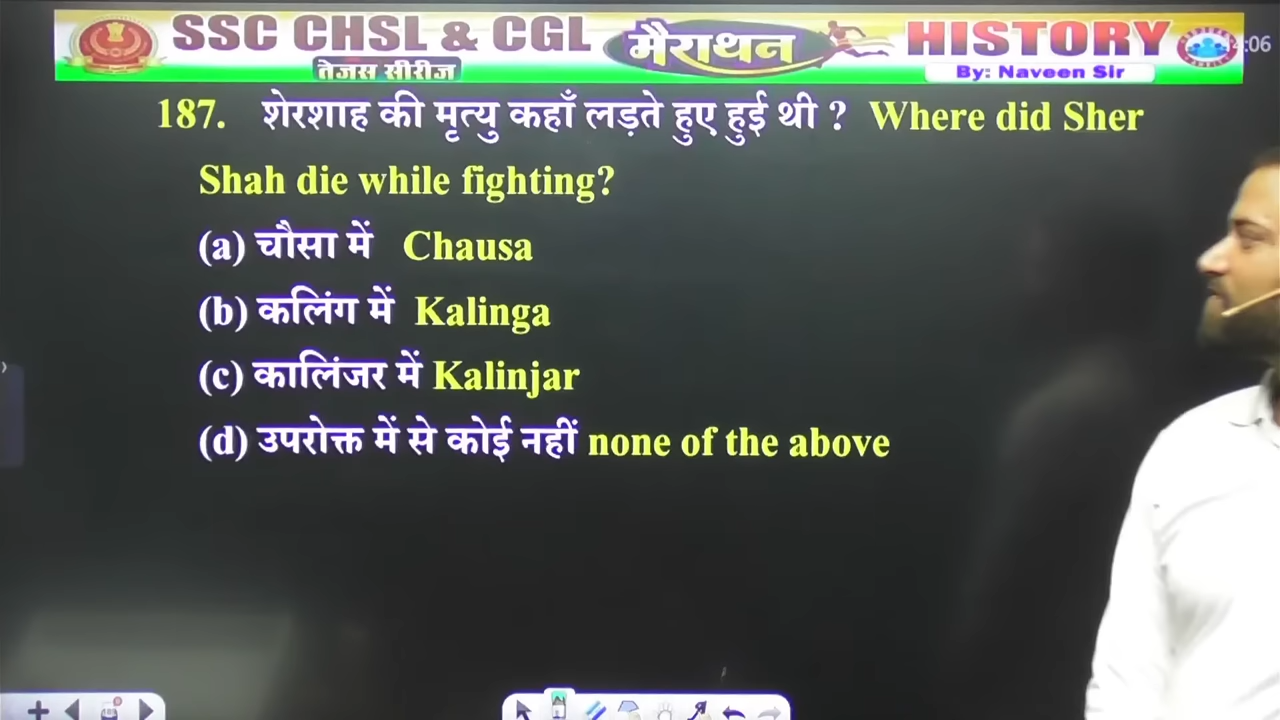 SSC CHSL & CGL मैराथन HISTORY
तेजस सीरीज By: Naveen Sir
:06
187. शेरशाह की मृत्यु कहाँ लड़ते हुए हुई थी ? Where did Sher
Shah die while fighting?
(a) चौसा में Chausa
(b) कलिंग में Kalinga
(c) कालिंजर में Kalinjar
(d) उपरोक्त में से कोई नहीं none of the above